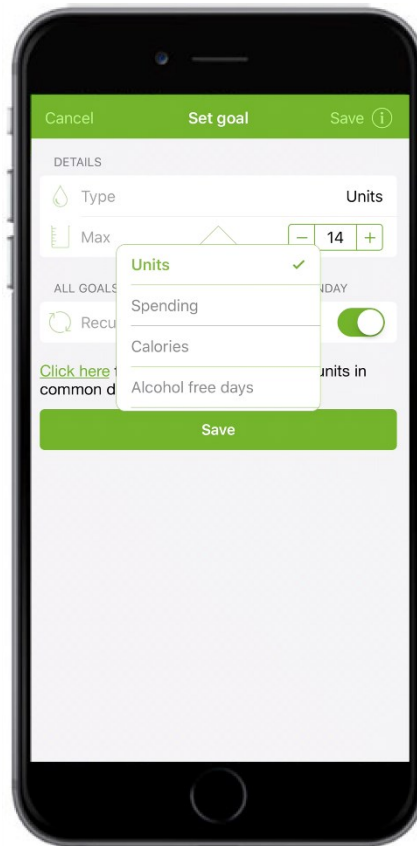 Cancel Set goal Save i
DETAILS
Type Units
Max − 14 +
Units ✓
ALL GOALS NDAY
Spending
Recu
Calories
Click here units in
common d
Alcohol free days
Save